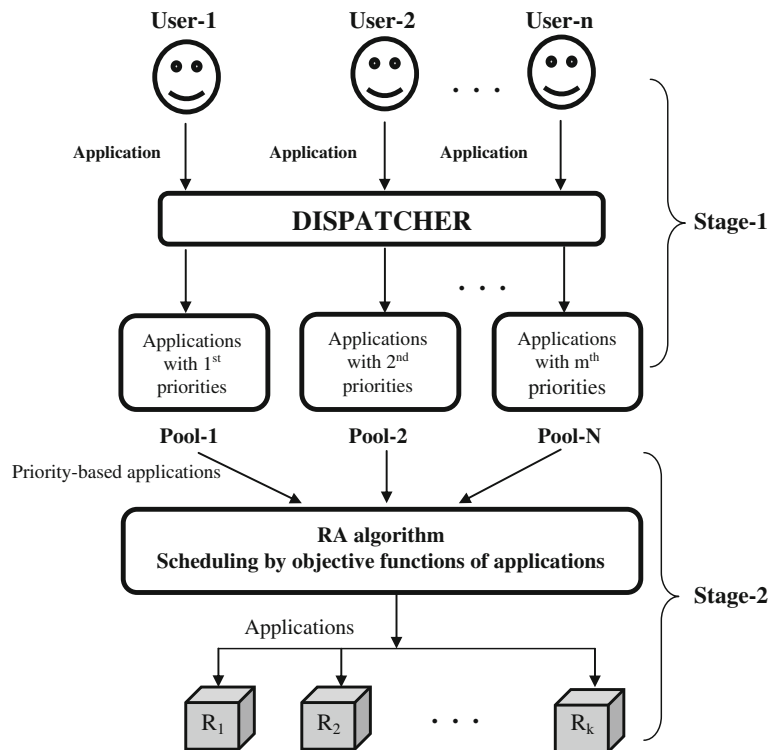 User-1 User-2 User-n
. . .
Application Application Application
DISPATCHER
Stage-1
. . .
Applications with 1st priorities
Applications with 2nd priorities
Applications with mth priorities
Pool-1 Pool-2 Pool-N
Priority-based applications
RA algorithm
Scheduling by objective functions of applications
Stage-2
Applications
R1 R2 . . . Rk